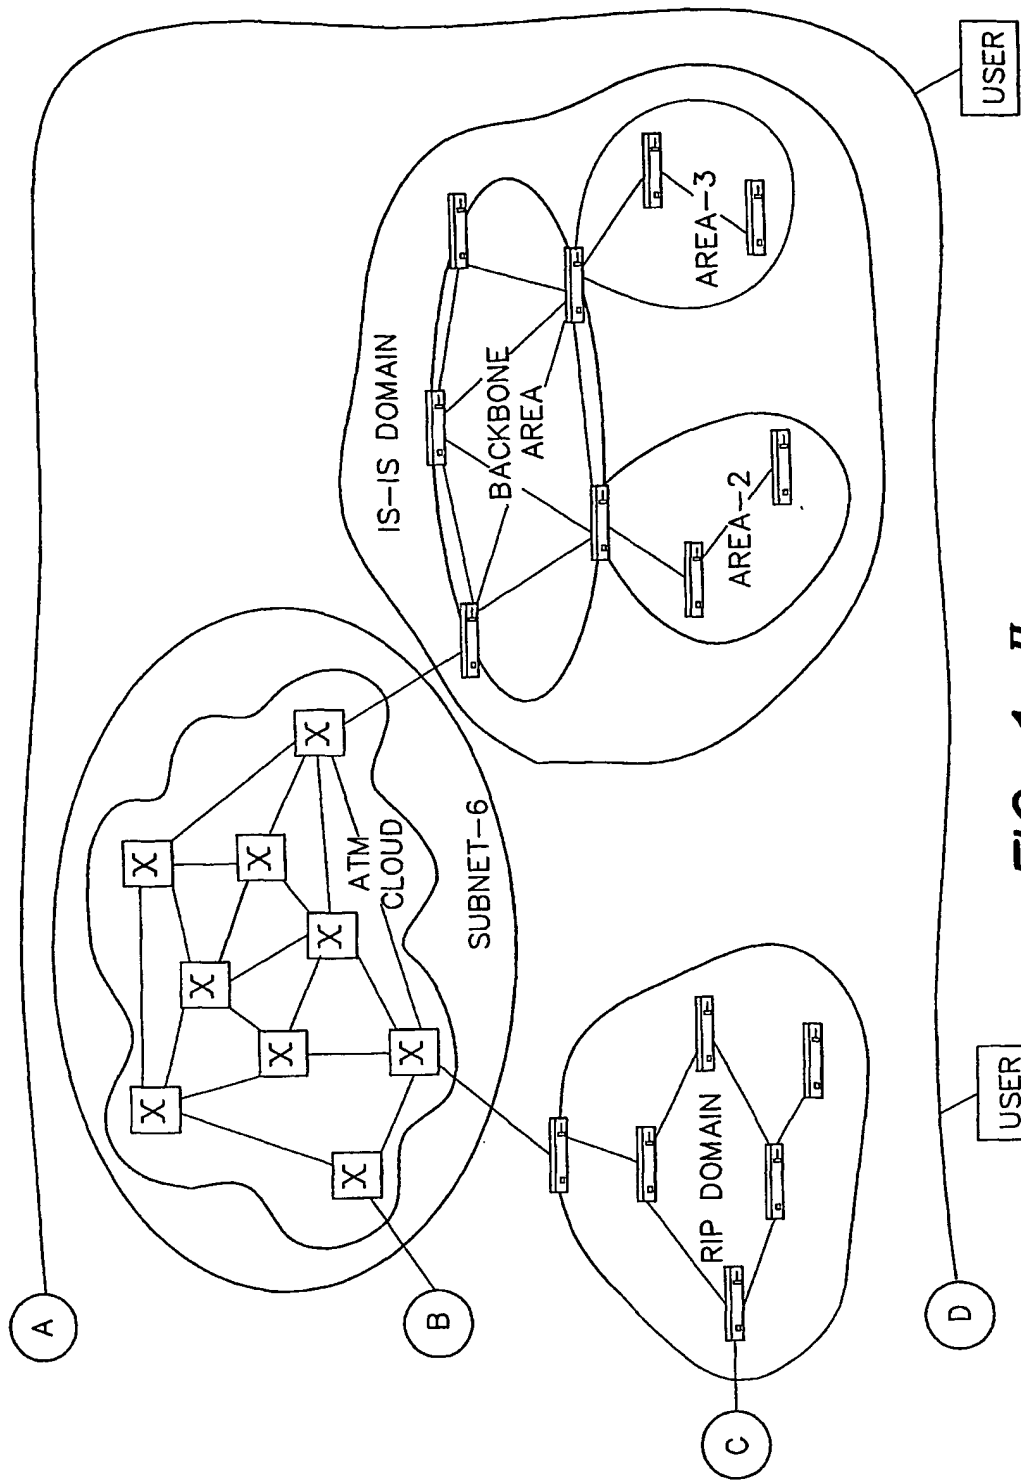 A
ATM
CLOUD
IS-IS DOMAIN
B
SUBNET-6
BACKBONE
AREA
RIP DOMAIN
AREA-3
C
AREA-2
D
USER
USER